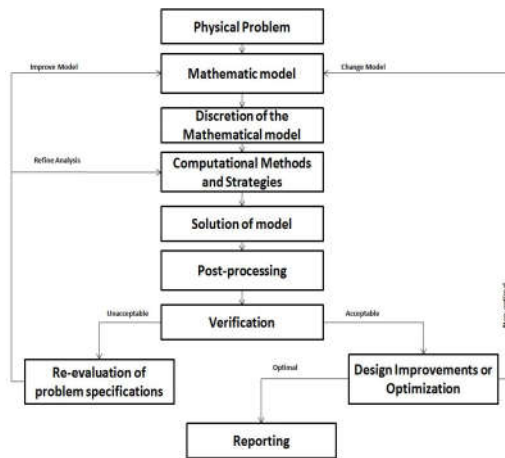 Physical Problem
Improve Model
Mathematic model
Change Model
Discretion of the
Mathematical model
Refine Analysis
Computational Methods
and Strategies
Solution of model
Post-processing
Unacceptable
Verification
Acceptable
Re-evaluation of
problem specifications
Optimal
Design Improvements or
Optimization
Reporting